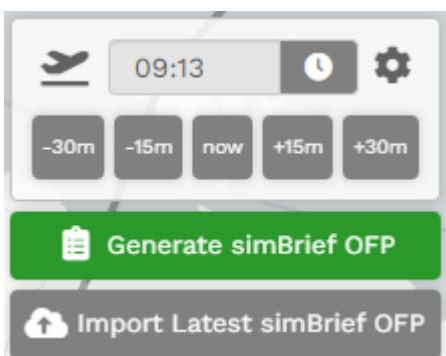 09:13
-30m -15m now +15m +30m
Generate simBrief OFP
Import Latest simBrief OFP